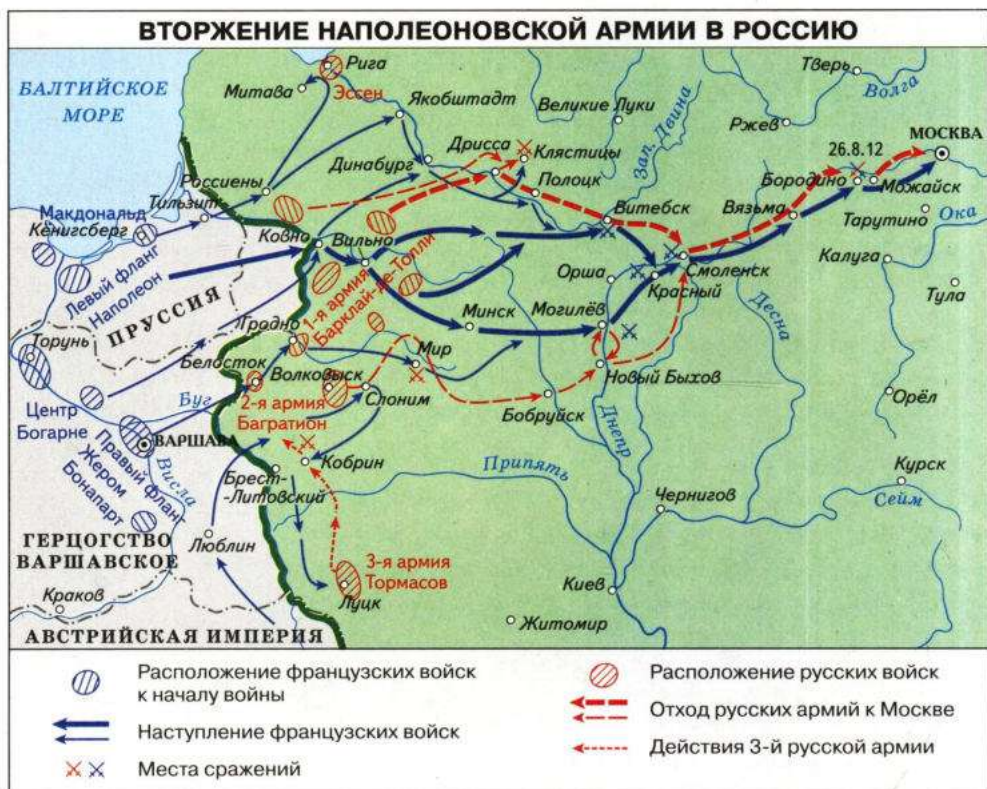 ВТОРЖЕНИЕ НАПОЛЕОНОВСКОЙ АРМИИ В РОССИЮ
БАЛТИЙСКОЕ
МОРЕ
Рига
Митава
Эссен
Якобштадт
Великие Луки
Зап. Двина
Тверь
Волга
Ржев
МОСКВА
26.8.12
Дрисса
Клястицы
Динабург
Бородино
Можайск
Россиены
Полоцк
Тильзит
Макдональд
Кёнигсберг
Витебск
Вязьма
Тарутино
Ока
Ковно
Вильно
Левый фланг
Наполеон
1-я армия
Барклай-де-Толли
Орша
Смоленск
Красный
Калуга
ПРУССИЯ
Минск
Могилёв
Десна
Тула
Гродно
Торунь
Белосток
Мир
Волковыск
Новый Быхов
Буг
2-я армия
Багратион
Слоним
Бобруйск
Орёл
Центр
Богарне
ВАРШАВА
Днепр
Правый фланг
Жером
Бонапарт
Висла
Кобрин
Брест-
Литовский
Припять
Курск
Сейм
Чернигов
ГЕРЦОГСТВО
ВАРШАВСКОЕ
Люблин
3-я армия
Тормасов
Луцк
Киев
Краков
Житомир
АВСТРИЙСКАЯ ИМПЕРИЯ
Расположение французских войск
к началу войны
Наступление французских войск
Места сражений
Расположение русских войск
Отход русских армий к Москве
Действия 3-й русской армии